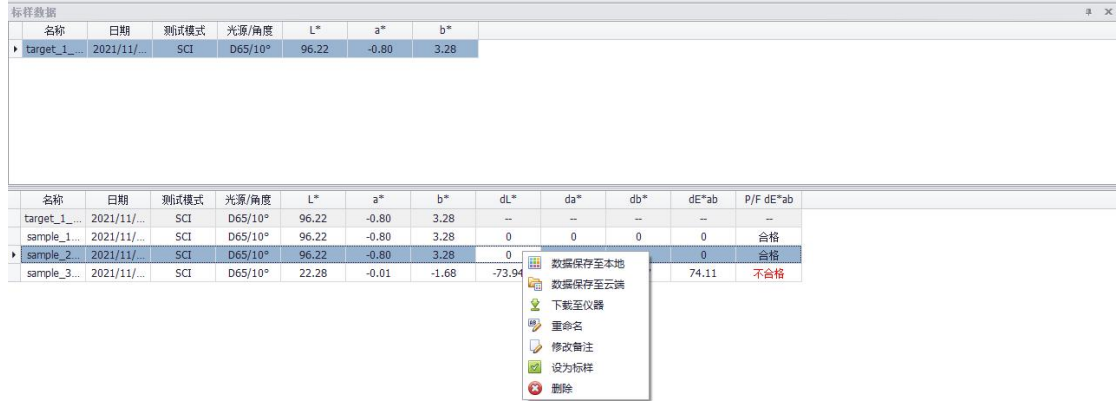 标样数据
名称 日期 测试模式 光源/角度 L* a* b*
target_1_... 2021/11/... SCI D65/10° 96.22 -0.80 3.28
名称 日期 测试模式 光源/角度 L* a* b* dL* da* db* dE*ab P/F dE*ab
target_1_... 2021/11/... SCI D65/10° 96.22 -0.80 3.28 -- -- -- -- --
sample_1... 2021/11/... SCI D65/10° 96.22 -0.80 3.28 0 0 0 0 合格
sample_2... 2021/11/... SCI D65/10° 96.22 -0.80 3.28 0 0 合格
sample_3... 2021/11/... SCI D65/10° 22.28 -0.01 -1.68 -73.94 74.11 不合格
数据保存至本地
数据保存至云端
下载至仪器
重命名
修改备注
设为标样
删除